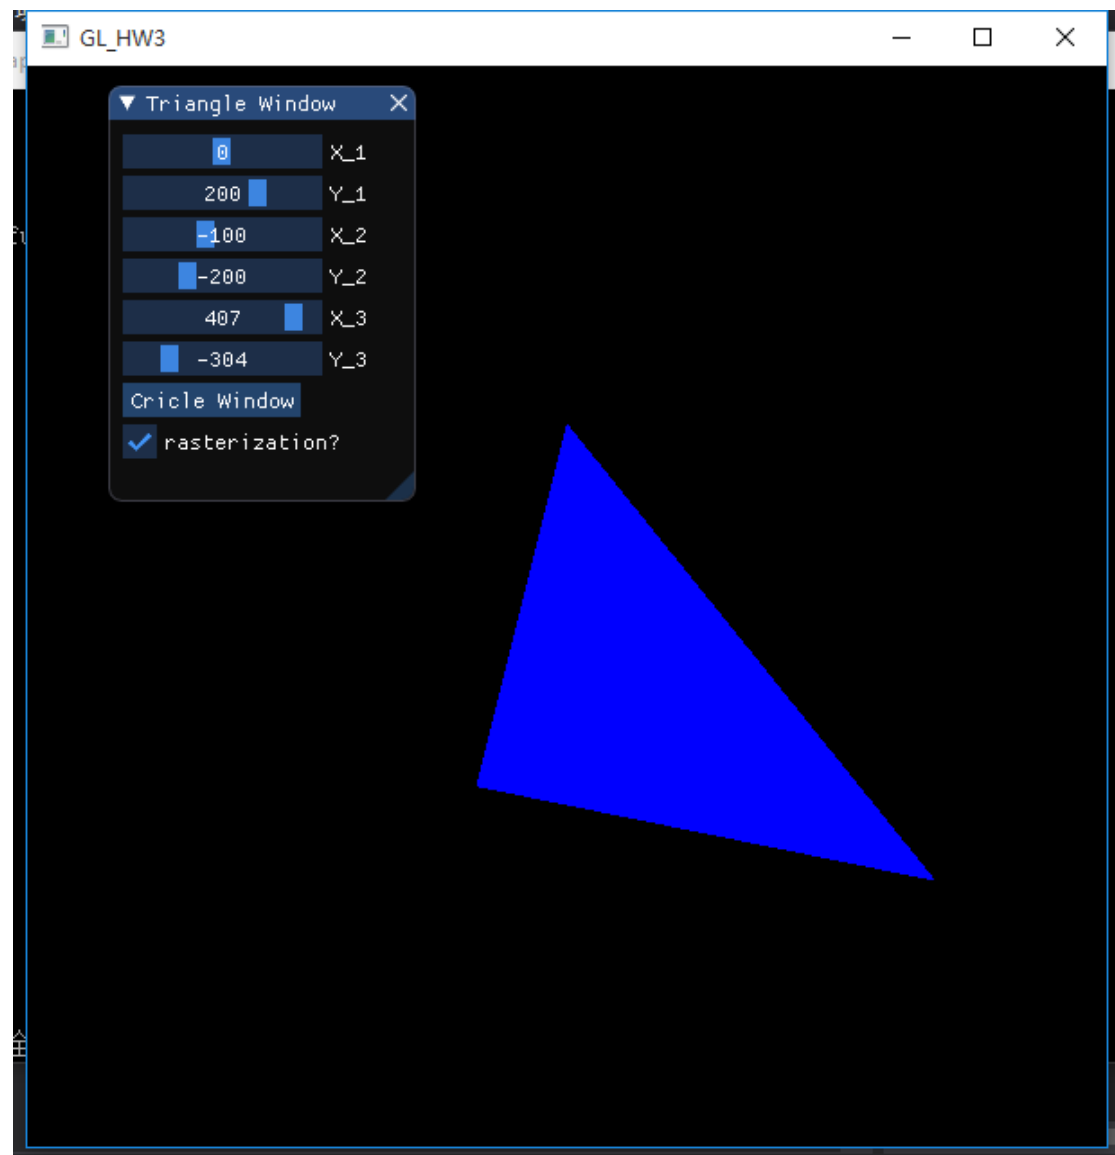 GL_HW3
Triangle Window
0 X_1
200 Y_1
-100 X_2
-200 Y_2
407 X_3
-304 Y_3
Cricle Window
rasterization?